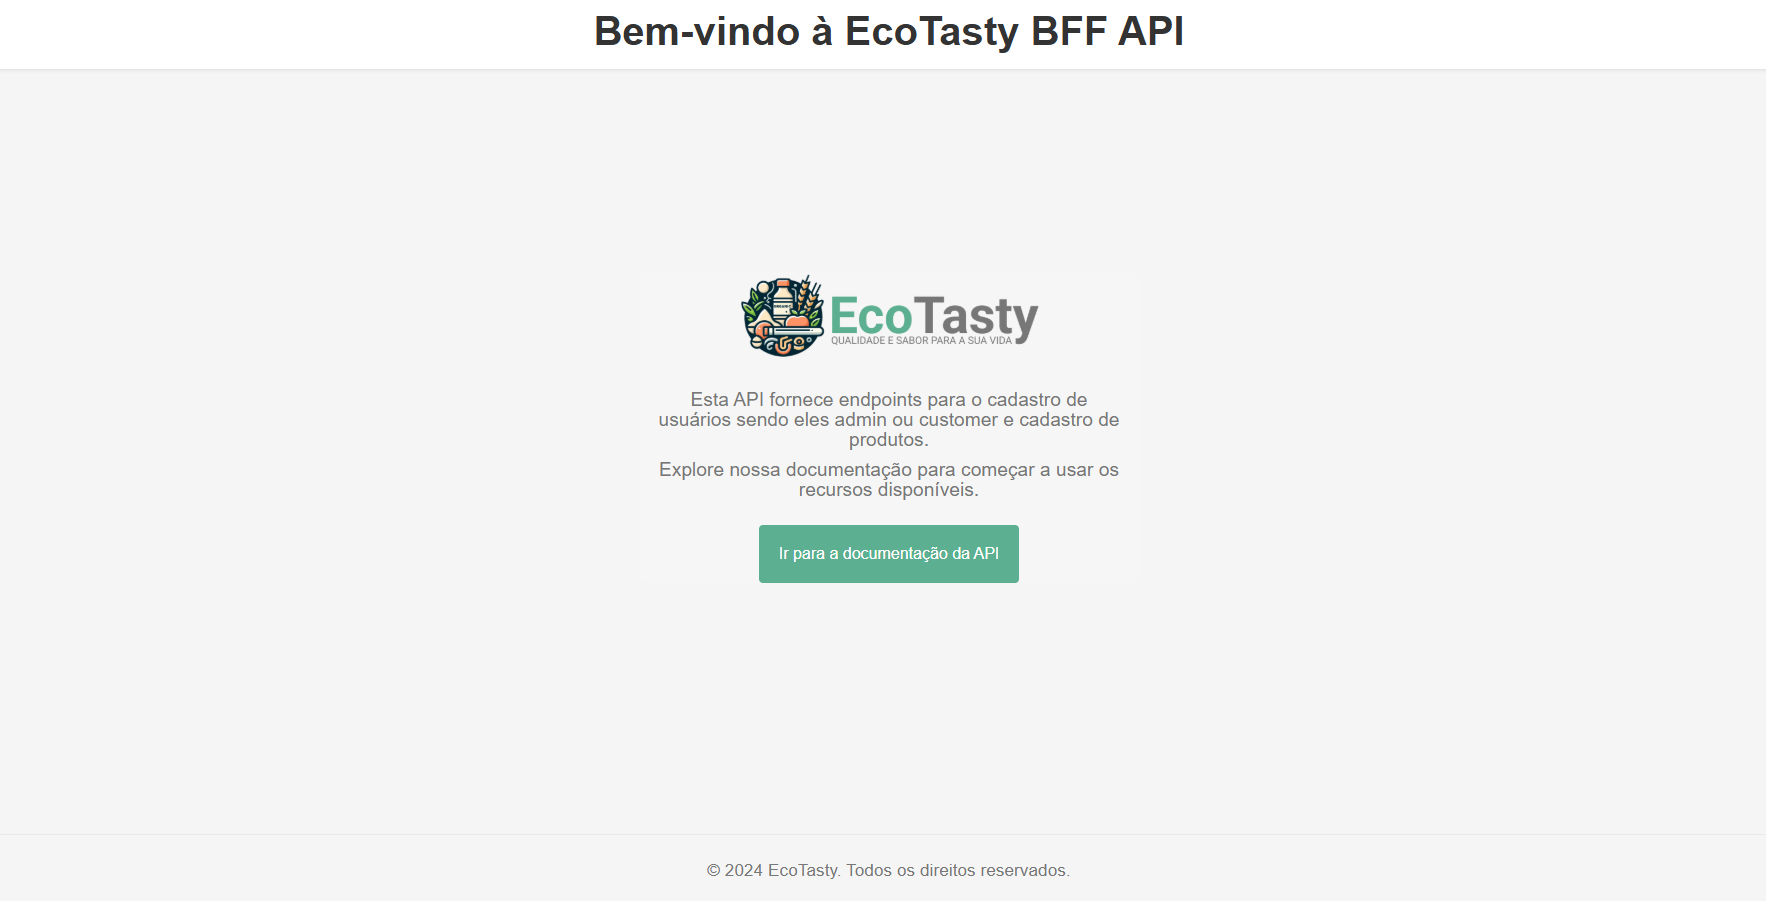 Bem-vindo à EcoTasty BFF API
EcoTasty
QUALIDADE E SABOR PARA A SUA VIDA
Esta API fornece endpoints para o cadastro de
usuários sendo eles admin ou customer e cadastro de
produtos.
Explore nossa documentação para começar a usar os
recursos disponíveis.
Ir para a documentação da API
© 2024 EcoTasty. Todos os direitos reservados.